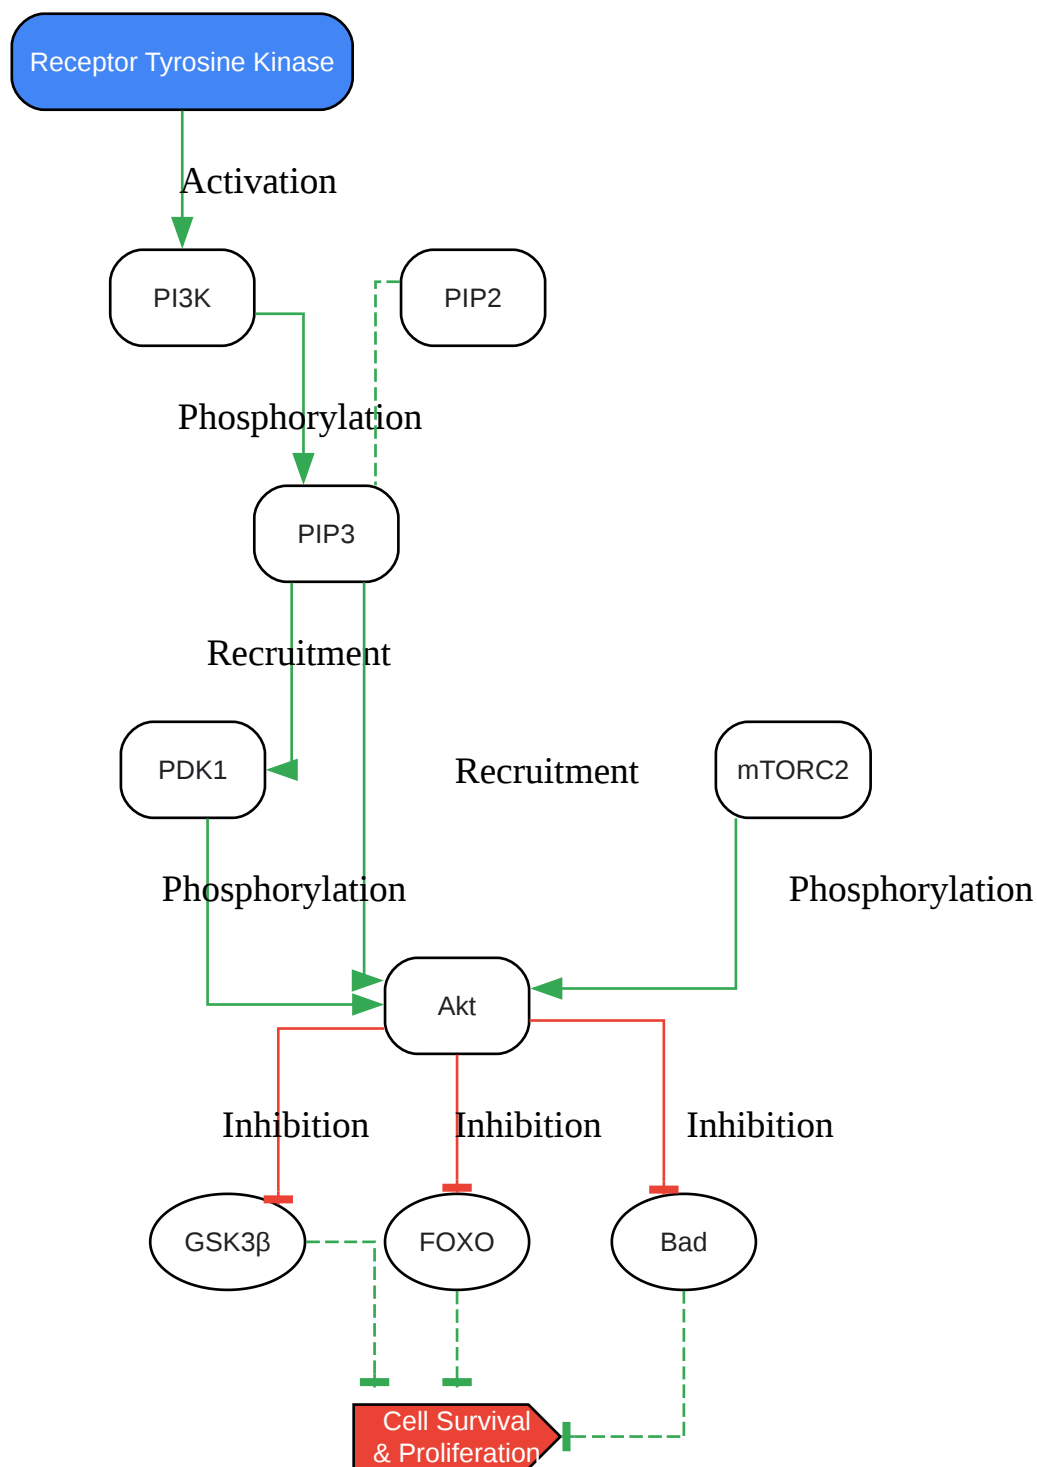 Receptor Tyrosine Kinase
Activation
PI3K
PIP2
Phosphorylation
PIP3
Recruitment
PDK1
Recruitment
mTORC2
Phosphorylation
Phosphorylation
Akt
Inhibition
Inhibition
Inhibition
GSK3β
FOXO
Bad
Cell Survival
& Proliferation